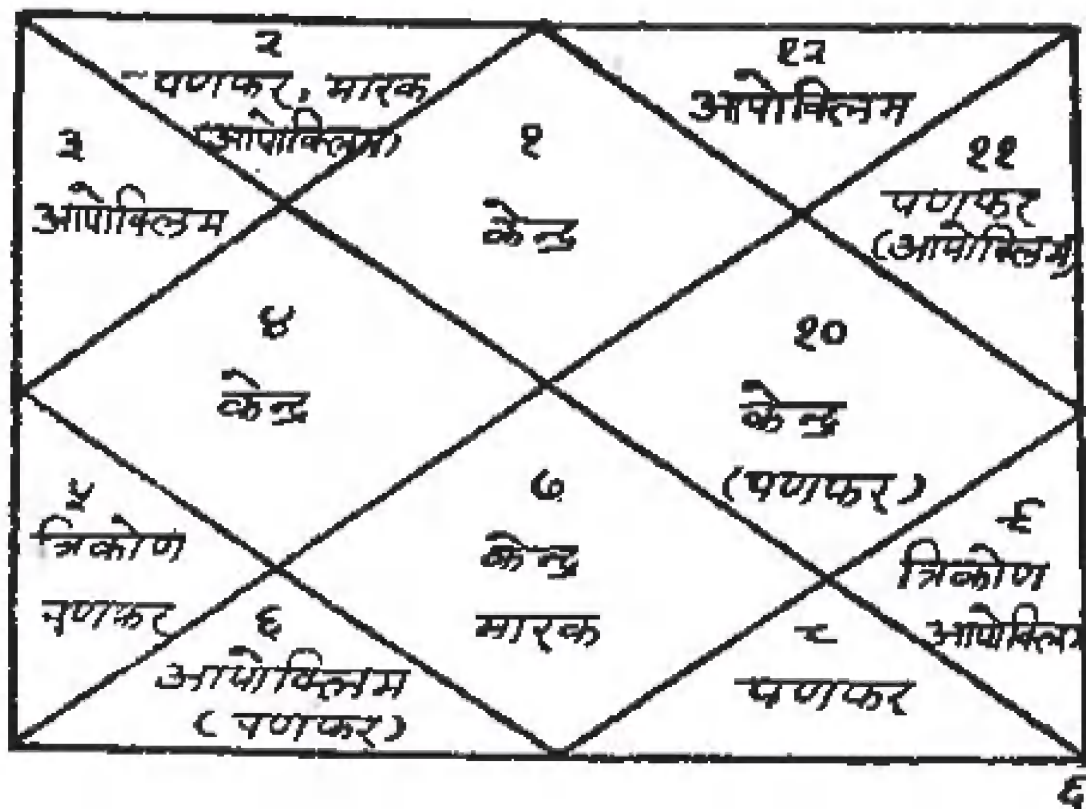 २
पणफर, मारक
(आपोक्लिम)
१२
आपोक्लिम
३
आपोक्लिम
१
केन्द्र
११
पणफर
(आपोक्लिम)
४
केन्द्र
१०
केन्द्र
(पणफर)
५
त्रिकोण
पणफर
७
केन्द्र
मारक
९
त्रिकोण
आपोक्लिम
६
आपोक्लिम
(पणफर)
८
पणफर
६